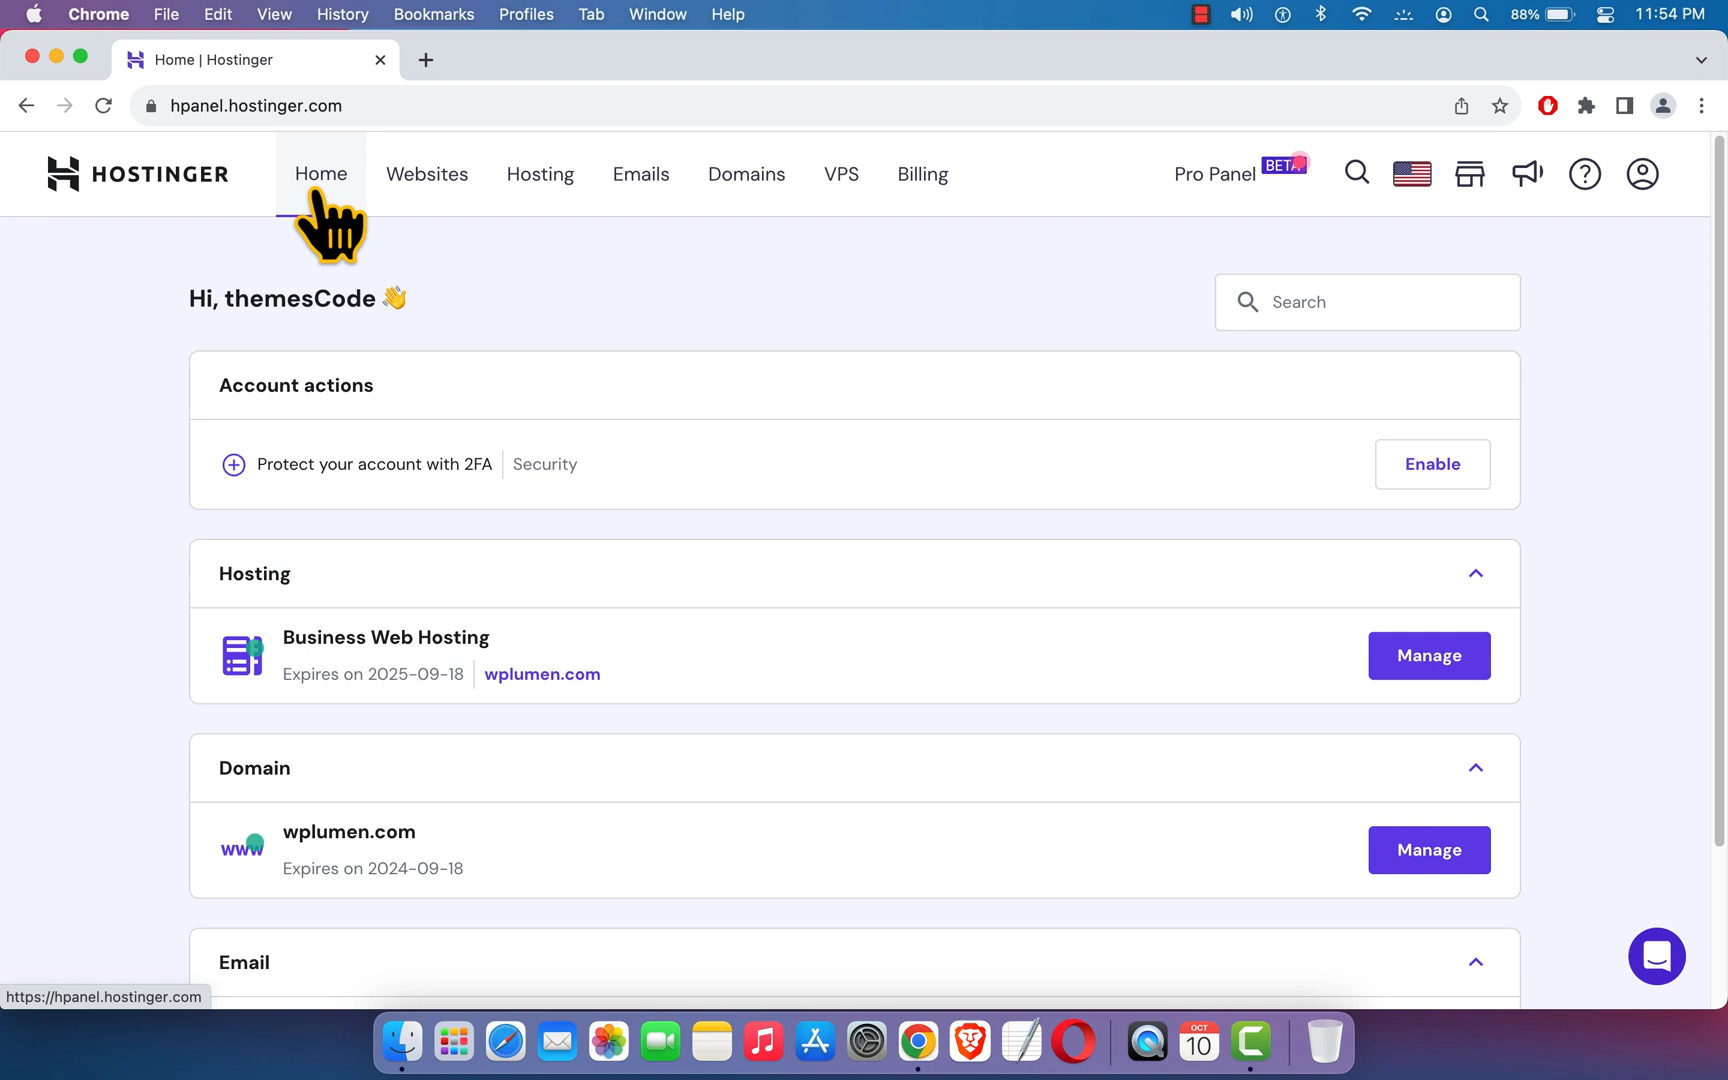 Chrome File Edit View History Bookmarks Profiles Tab Window Help 88% 11:54 PM
Home | Hostinger
hpanel.hostinger.com
HOSTINGER Home Websites Hosting Emails Domains VPS Billing Pro Panel BETA
Hi, themesCode 👋
Search
Account actions
Protect your account with 2FA Security Enable
Hosting
Business Web Hosting
Expires on 2025-09-18 wplumen.com
Manage
Domain
www
wplumen.com
Expires on 2024-09-18
Manage
Email
https://hpanel.hostinger.com
OCT
10